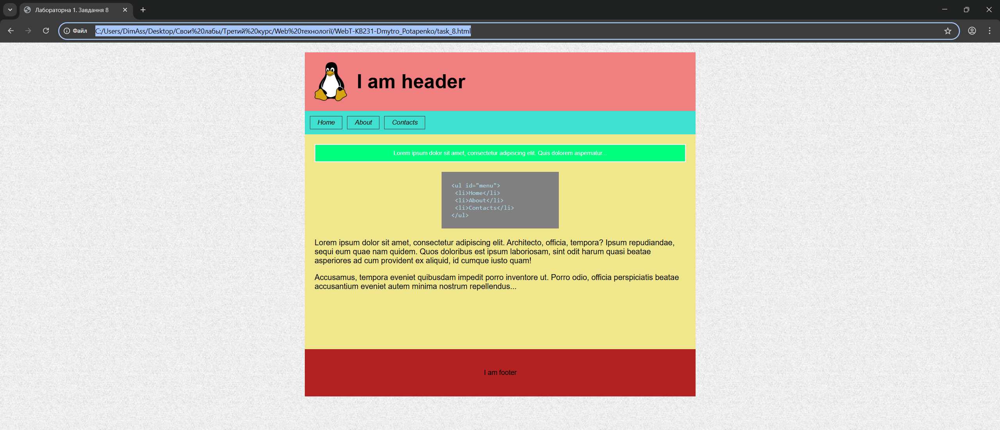 Лабораторна 1. Завдання 8
Файл C:/Users/DimAss/Desktop/Свои%20лабы/Третий%20курс/Web%20технології/WebT-KB231-Dmytro_Potapenko/task_8.html
I am header
Home About Contacts
Lorem ipsum dolor sit amet, consectetur adipiscing elit. Quis dolorem aspernatur...
<ul id="menu">
<li>Home</li>
<li>About</li>
<li>Contacts</li>
</ul>
Lorem ipsum dolor sit amet, consectetur adipiscing elit. Architecto, officia, tempora? Ipsum repudiandae,
sequi eum quae nam quidem. Quos doloribus est ipsum laboriosam, sint odit harum quasi beatae
asperiores ad cum provident ex aliquid, id cumque iusto quam!
Accusamus, tempora eveniet quibusdam impedit porro inventore ut. Porro odio, officia perspiciatis beatae
accusantium eveniet autem minima nostrum repellendus...
I am footer